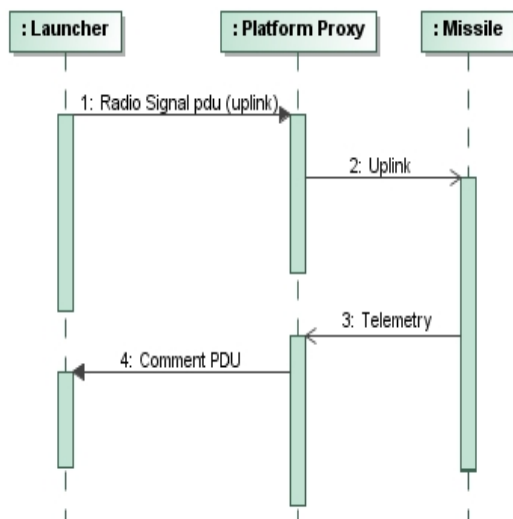 : Launcher
: Platform Proxy
: Missile
1: Radio Signal pdu (uplink)
2: Uplink
3: Telemetry
4: Comment PDU